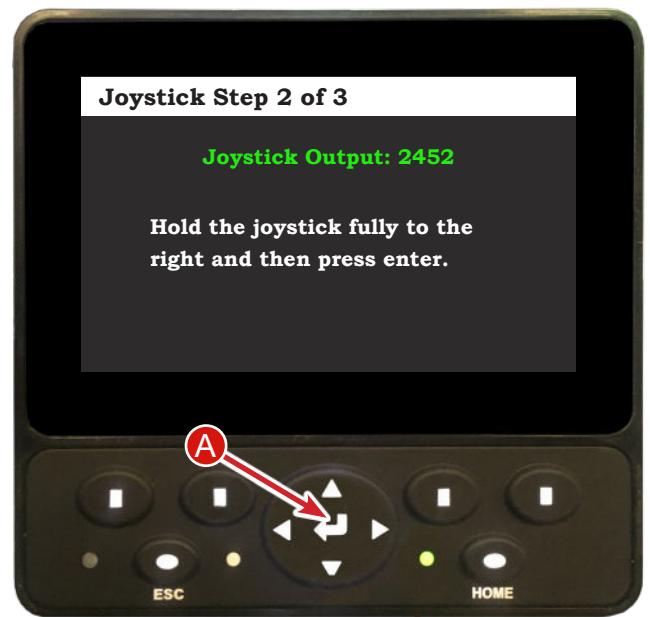 Joystick Step 2 of 3
Joystick Output: 2452
Hold the joystick fully to the
right and then press enter.
A
ESC
HOME